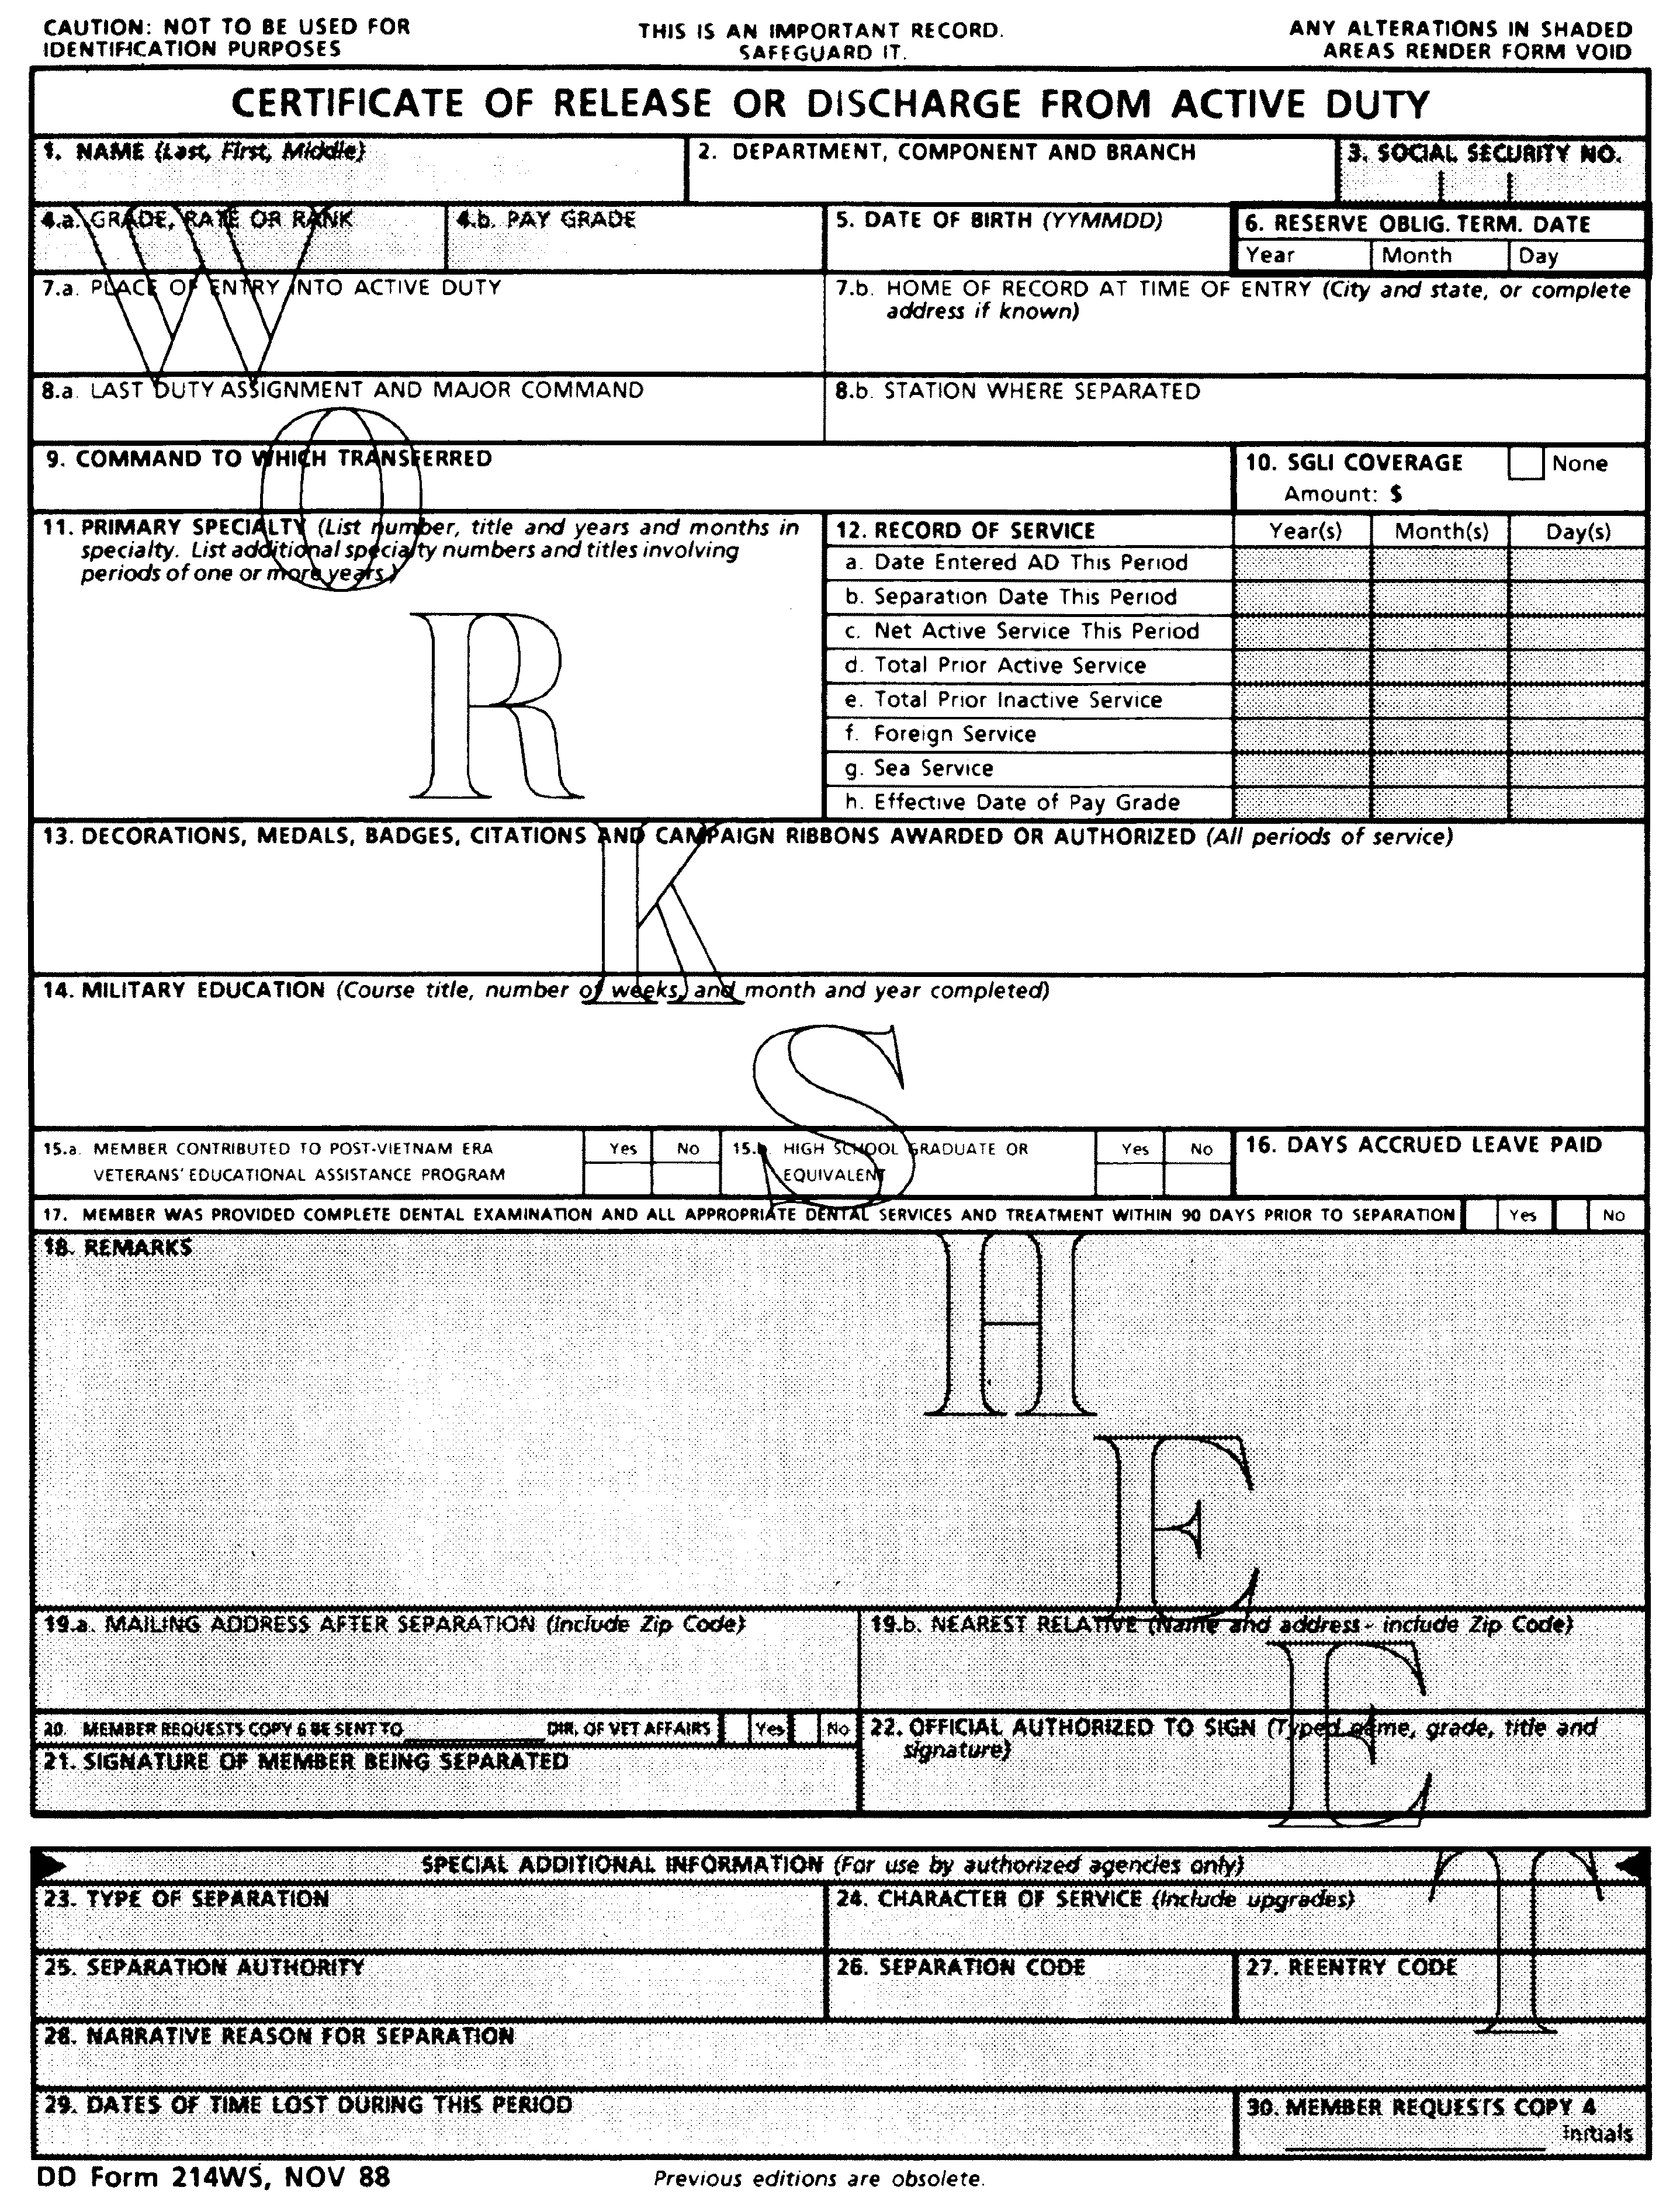 CAUTION: NOT TO BE USED FOR
IDENTIFICATION PURPOSES
THIS IS AN IMPORTANT RECORD.
SAFEGUARD IT.
ANY ALTERATIONS IN SHADED
AREAS RENDER FORM VOID
CERTIFICATE OF RELEASE OR DISCHARGE FROM ACTIVE DUTY
1. NAME (Last, First, Middle)
2. DEPARTMENT, COMPONENT AND BRANCH
3. SOCIAL SECURITY NO.
4.a. GRADE, RATE OR RANK
4.b. PAY GRADE
5. DATE OF BIRTH (YYMMDD)
6. RESERVE OBLIG. TERM. DATE
Year Month Day
7.a. PLACE OF ENTRY INTO ACTIVE DUTY
7.b. HOME OF RECORD AT TIME OF ENTRY (City and state, or complete
address if known)
8.a. LAST DUTY ASSIGNMENT AND MAJOR COMMAND
8.b. STATION WHERE SEPARATED
9. COMMAND TO WHICH TRANSFERRED
10. SGLI COVERAGE None
Amount: $
11. PRIMARY SPECIALTY (List number, title and years and months in
specialty. List additional specialty numbers and titles involving
periods of one or more years.)
12. RECORD OF SERVICE Year(s) Month(s) Day(s)
a. Date Entered AD This Period
b. Separation Date This Period
c. Net Active Service This Period
d. Total Prior Active Service
e. Total Prior Inactive Service
f. Foreign Service
g. Sea Service
h. Effective Date of Pay Grade
13. DECORATIONS, MEDALS, BADGES, CITATIONS AND CAMPAIGN RIBBONS AWARDED OR AUTHORIZED (All periods of service)
14. MILITARY EDUCATION (Course title, number of weeks, and month and year completed)
15.a. MEMBER CONTRIBUTED TO POST-VIETNAM ERA
VETERANS' EDUCATIONAL ASSISTANCE PROGRAM
Yes No
15.b. HIGH SCHOOL GRADUATE OR
EQUIVALENT
Yes No
16. DAYS ACCRUED LEAVE PAID
17. MEMBER WAS PROVIDED COMPLETE DENTAL EXAMINATION AND ALL APPROPRIATE DENTAL SERVICES AND TREATMENT WITHIN 90 DAYS PRIOR TO SEPARATION Yes No
18. REMARKS
19.a. MAILING ADDRESS AFTER SEPARATION (Include Zip Code)
19.b. NEAREST RELATIVE (Name and address - include Zip Code)
20. MEMBER REQUESTS COPY 6 BE SENT TO DIR. OF VET AFFAIRS Yes No
21. SIGNATURE OF MEMBER BEING SEPARATED
22. OFFICIAL AUTHORIZED TO SIGN (Typed name, grade, title and
signature)
SPECIAL ADDITIONAL INFORMATION (For use by authorized agencies only)
23. TYPE OF SEPARATION
24. CHARACTER OF SERVICE (Include upgrades)
25. SEPARATION AUTHORITY
26. SEPARATION CODE
27. REENTRY CODE
28. NARRATIVE REASON FOR SEPARATION
29. DATES OF TIME LOST DURING THIS PERIOD
30. MEMBER REQUESTS COPY 4
Initials
DD Form 214WS, NOV 88
Previous editions are obsolete.
WORKSHEET